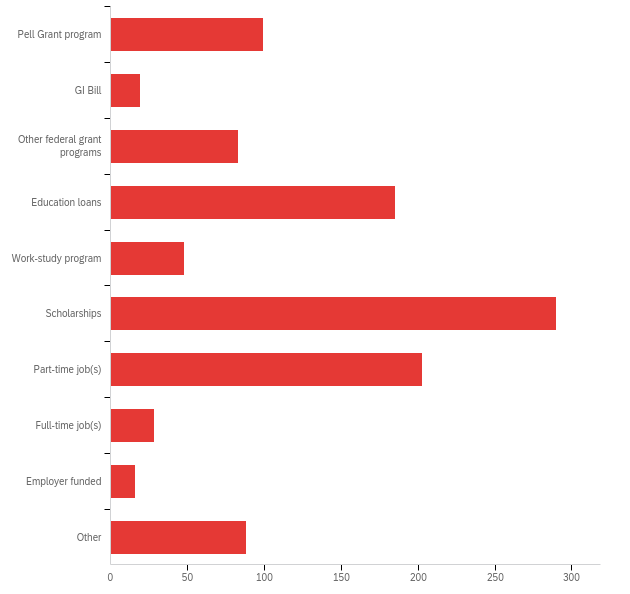 Pell Grant program
GI Bill
Other federal grant
programs
Education loans
Work-study program
Scholarships
Part-time job(s)
Full-time job(s)
Employer funded
Other
0 50 100 150 200 250 300